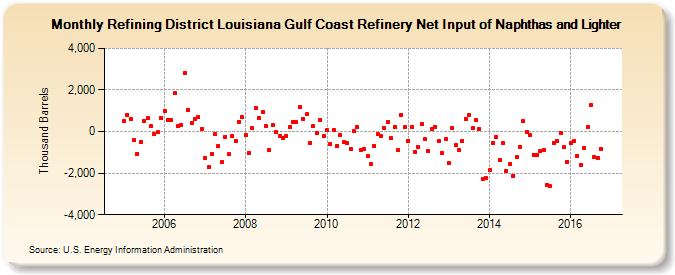 Monthly Refining District Louisiana Gulf Coast Refinery Net Input of Naphthas and Lighter
Thousand Barrels
4,000
2,000
0
-2,000
-4,000
2006 2008 2010 2012 2014 2016
Source: U.S. Energy Information Administration